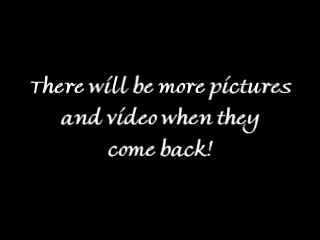 There will be more pictures
and video when they
come back!